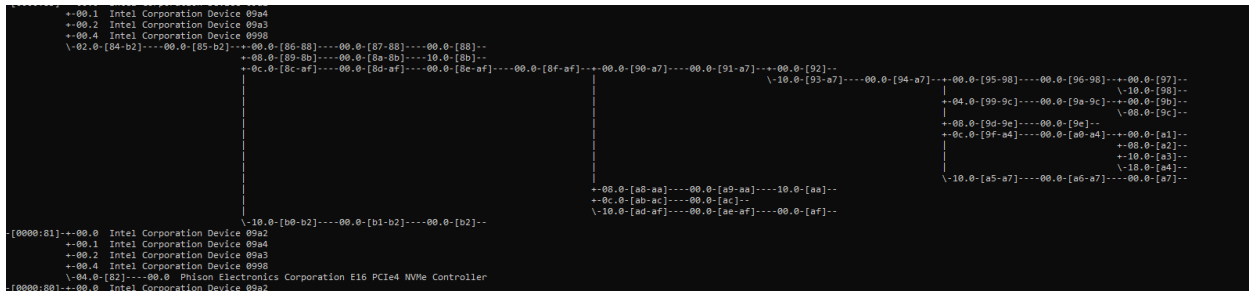 +-00.1  Intel Corporation Device 09a4
+-00.2  Intel Corporation Device 09a3
+-00.4  Intel Corporation Device 0998
\-02.0-[84-b2]----00.0-[85-b2]--+-00.0-[86-88]----00.0-[87-88]----00.0-[88]--
+-08.0-[89-8b]----00.0-[8a-8b]----10.0-[8b]--
+-0c.0-[8c-af]----00.0-[8d-af]----00.0-[8e-af]----00.0-[8f-af]--+-00.0-[90-a7]----00.0-[91-a7]--+-00.0-[92]--
| | \-10.0-[93-a7]----00.0-[94-a7]--+-00.0-[95-98]----00.0-[96-98]--+-00.0-[97]--
| | | \-10.0-[98]--
| | +-04.0-[99-9c]----00.0-[9a-9c]--+-00.0-[9b]--
| | | \-08.0-[9c]--
| | +-08.0-[9d-9e]----00.0-[9e]--
| | +-0c.0-[9f-a4]----00.0-[a0-a4]--+-00.0-[a1]--
| | | +-08.0-[a2]--
| | | +-10.0-[a3]--
| | | \-18.0-[a4]--
| | \-10.0-[a5-a7]----00.0-[a6-a7]----00.0-[a7]--
| +-08.0-[a8-aa]----00.0-[a9-aa]----10.0-[aa]--
| +-0c.0-[ab-ac]----00.0-[ac]--
| \-10.0-[ad-af]----00.0-[ae-af]----00.0-[af]--
\-10.0-[b0-b2]----00.0-[b1-b2]----00.0-[b2]--
-[0000:81]-+-00.0  Intel Corporation Device 09a2
+-00.1  Intel Corporation Device 09a4
+-00.2  Intel Corporation Device 09a3
+-00.4  Intel Corporation Device 0998
\-04.0-[82]----00.0  Phison Electronics Corporation E16 PCIe4 NVMe Controller
-[0000:80]-+-00.0  Intel Corporation Device 09a2